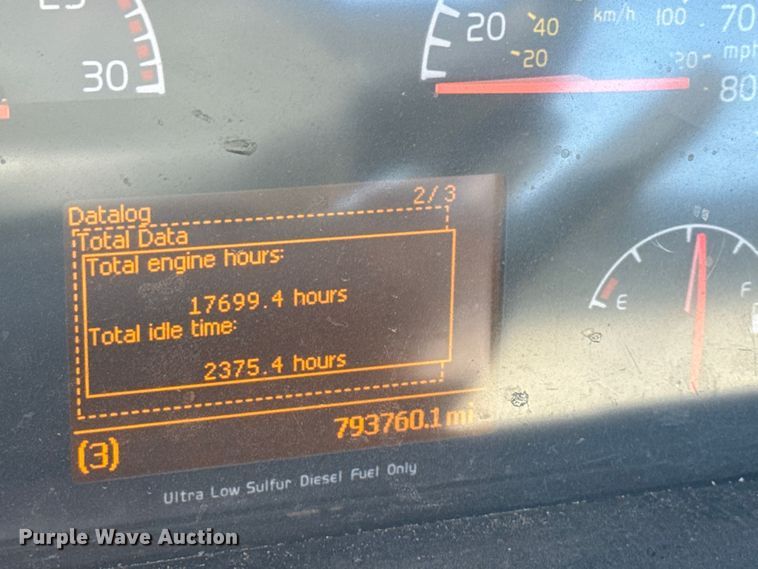 30
20
40
20
km/h
100
70
mph
80
Datalog 2/3
Total Data
Total engine hours:
17699.4 hours
Total idle time:
2375.4 hours
793760.1 mi
(3)
E
F
Ultra Low Sulfur Diesel Fuel Only
Purple Wave Auction